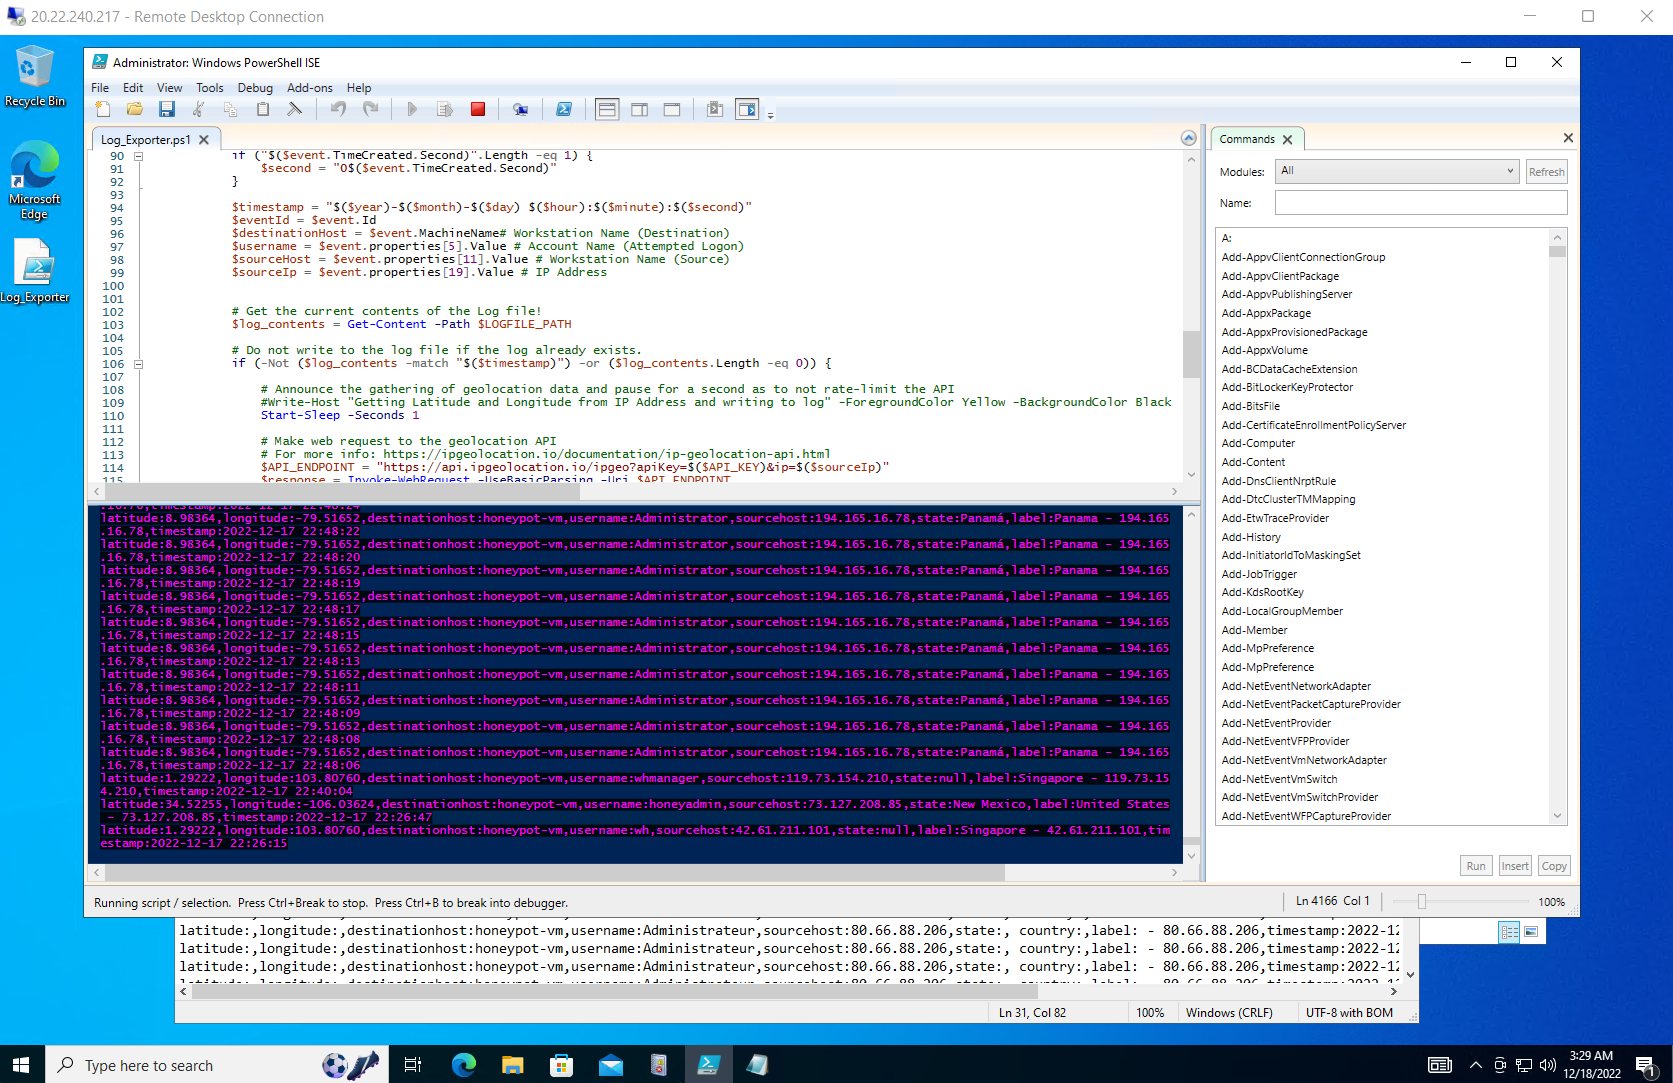 20.22.240.217 - Remote Desktop Connection
Recycle Bin
Microsoft
Edge
Log_Exporter
Administrator: Windows PowerShell ISE
File Edit View Tools Debug Add-ons Help
Log_Exporter.ps1
90 if ("$($event.TimeCreated.Second)".Length -eq 1) {
91 $second = "0$($event.TimeCreated.Second)"
92 }
93
94 $timestamp = "$($year)-$($month)-$($day) $($hour):$($minute):$($second)"
95 $eventId = $event.Id
96 $destinationHost = $event.MachineName# Workstation Name (Destination)
97 $username = $event.properties[5].Value # Account Name (Attempted Logon)
98 $sourceHost = $event.properties[11].Value # Workstation Name (Source)
99 $sourceIp = $event.properties[19].Value # IP Address
100
101
102 # Get the current contents of the Log file!
103 $log_contents = Get-Content -Path $LOGFILE_PATH
104
105 # Do not write to the log file if the log already exists.
106 if (-Not ($log_contents -match "$($timestamp)") -or ($log_contents.Length -eq 0)) {
107
108 # Announce the gathering of geolocation data and pause for a second as to not rate-limit the API
109 #Write-Host "Getting Latitude and Longitude from IP Address and writing to log" -ForegroundColor Yellow -BackgroundColor Black
110 Start-Sleep -Seconds 1
111
112 # Make web request to the geolocation API
113 # For more info: https://ipgeolocation.io/documentation/ip-geolocation-api.html
114 $API_ENDPOINT = "https://api.ipgeolocation.io/ipgeo?apiKey=$($API_KEY)&ip=$($sourceIp)"
115 $response = Invoke-WebRequest -UseBasicParsing -Uri $API_ENDPOINT
.16.78,timestamp:2022-12-17 22:48:24
latitude:8.98364,longitude:-79.51652,destinationhost:honeypot-vm,username:Administrator,sourcehost:194.165.16.78,state:Panamá,label:Panama - 194.165
.16.78,timestamp:2022-12-17 22:48:22
latitude:8.98364,longitude:-79.51652,destinationhost:honeypot-vm,username:Administrator,sourcehost:194.165.16.78,state:Panamá,label:Panama - 194.165
.16.78,timestamp:2022-12-17 22:48:20
latitude:8.98364,longitude:-79.51652,destinationhost:honeypot-vm,username:Administrator,sourcehost:194.165.16.78,state:Panamá,label:Panama - 194.165
.16.78,timestamp:2022-12-17 22:48:19
latitude:8.98364,longitude:-79.51652,destinationhost:honeypot-vm,username:Administrator,sourcehost:194.165.16.78,state:Panamá,label:Panama - 194.165
.16.78,timestamp:2022-12-17 22:48:17
latitude:8.98364,longitude:-79.51652,destinationhost:honeypot-vm,username:Administrator,sourcehost:194.165.16.78,state:Panamá,label:Panama - 194.165
.16.78,timestamp:2022-12-17 22:48:15
latitude:8.98364,longitude:-79.51652,destinationhost:honeypot-vm,username:Administrator,sourcehost:194.165.16.78,state:Panamá,label:Panama - 194.165
.16.78,timestamp:2022-12-17 22:48:13
latitude:8.98364,longitude:-79.51652,destinationhost:honeypot-vm,username:Administrator,sourcehost:194.165.16.78,state:Panamá,label:Panama - 194.165
.16.78,timestamp:2022-12-17 22:48:11
latitude:8.98364,longitude:-79.51652,destinationhost:honeypot-vm,username:Administrator,sourcehost:194.165.16.78,state:Panamá,label:Panama - 194.165
.16.78,timestamp:2022-12-17 22:48:09
latitude:8.98364,longitude:-79.51652,destinationhost:honeypot-vm,username:Administrator,sourcehost:194.165.16.78,state:Panamá,label:Panama - 194.165
.16.78,timestamp:2022-12-17 22:48:08
latitude:8.98364,longitude:-79.51652,destinationhost:honeypot-vm,username:Administrator,sourcehost:194.165.16.78,state:Panamá,label:Panama - 194.165
.16.78,timestamp:2022-12-17 22:48:06
latitude:1.29222,longitude:103.80760,destinationhost:honeypot-vm,username:whmanager,sourcehost:119.73.154.210,state:null,label:Singapore - 119.73.15
4.210,timestamp:2022-12-17 22:40:04
latitude:34.52255,longitude:-106.03624,destinationhost:honeypot-vm,username:honeyadmin,sourcehost:73.127.208.85,state:New Mexico,label:United States
- 73.127.208.85,timestamp:2022-12-17 22:26:47
latitude:1.29222,longitude:103.80760,destinationhost:honeypot-vm,username:wh,sourcehost:42.61.211.101,state:null,label:Singapore - 42.61.211.101,tim
estamp:2022-12-17 22:26:15
Commands
Modules: All Refresh
Name:
A:
Add-AppvClientConnectionGroup
Add-AppvClientPackage
Add-AppvPublishingServer
Add-AppxPackage
Add-AppxProvisionedPackage
Add-AppxVolume
Add-BCDataCacheExtension
Add-BitLockerKeyProtector
Add-BitsFile
Add-CertificateEnrollmentPolicyServer
Add-Computer
Add-Content
Add-DnsClientNrptRule
Add-DtcClusterTMMapping
Add-EtwTraceProvider
Add-History
Add-InitiatorIdToMaskingSet
Add-JobTrigger
Add-KdsRootKey
Add-LocalGroupMember
Add-Member
Add-MpPreference
Add-MpPreference
Add-NetEventNetworkAdapter
Add-NetEventPacketCaptureProvider
Add-NetEventProvider
Add-NetEventVFPProvider
Add-NetEventVmNetworkAdapter
Add-NetEventVmSwitch
Add-NetEventVmSwitchProvider
Add-NetEventWFPCaptureProvider
Run Insert Copy
Running script / selection. Press Ctrl+Break to stop. Press Ctrl+B to break into debugger.
Ln 4166 Col 1 100%
latitude:,longitude:,destinationhost:honeypot-vm,username:Administrateur,sourcehost:80.66.88.206,state:, country:,label: - 80.66.88.206,timestamp:2022-12
latitude:,longitude:,destinationhost:honeypot-vm,username:Administrateur,sourcehost:80.66.88.206,state:, country:,label: - 80.66.88.206,timestamp:2022-12
latitude:,longitude:,destinationhost:honeypot-vm,username:Administrateur,sourcehost:80.66.88.206,state:, country:,label: - 80.66.88.206,timestamp:2022-12
Ln 31, Col 82 100% Windows (CRLF) UTF-8 with BOM
Type here to search
3:29 AM
12/18/2022
1